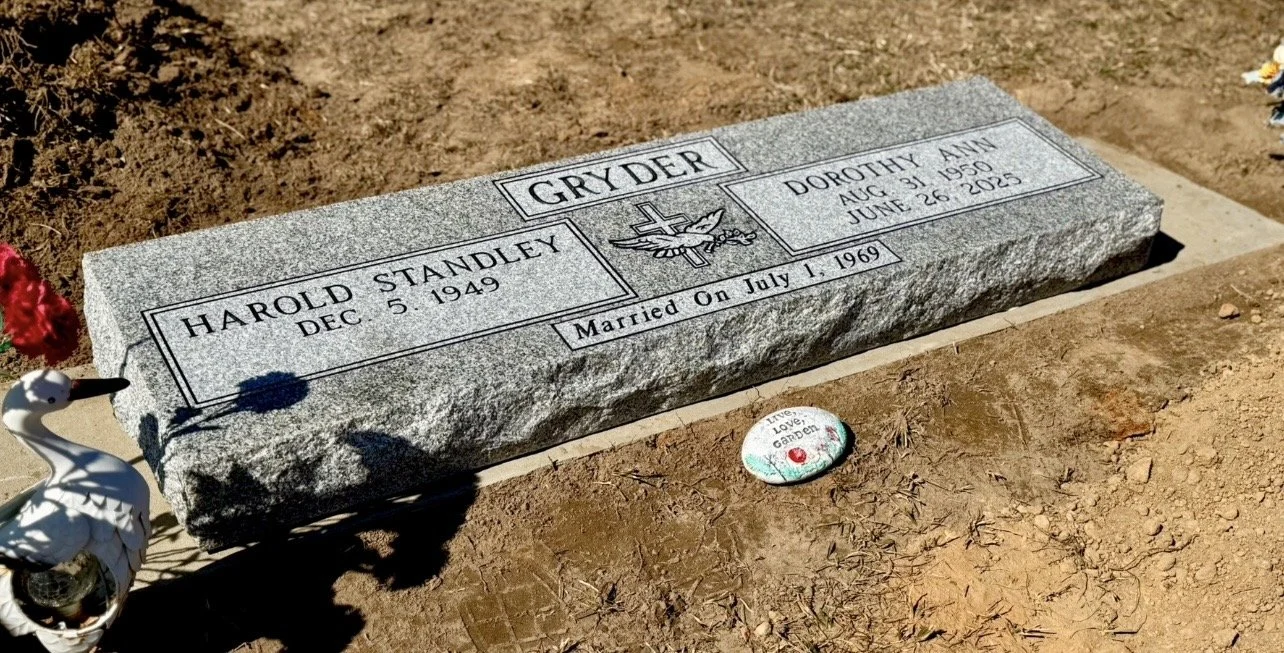 GRYDER
HAROLD STANDLEY
DEC. 5, 1949
DOROTHY ANN
AUG 31, 1950
JUNE 26, 2025
Married On July 1, 1969
Live,
Love,
Garden